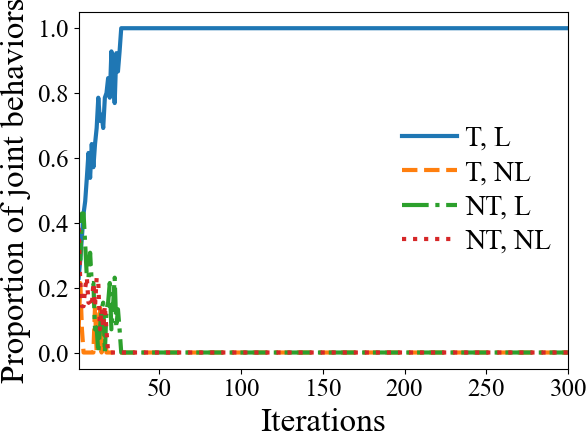 Proportion of joint behaviors
1.0
0.8
0.6
0.4
0.2
0.0
T, L
T, NL
NT, L
NT, NL
50 100 150 200 250 300
Iterations